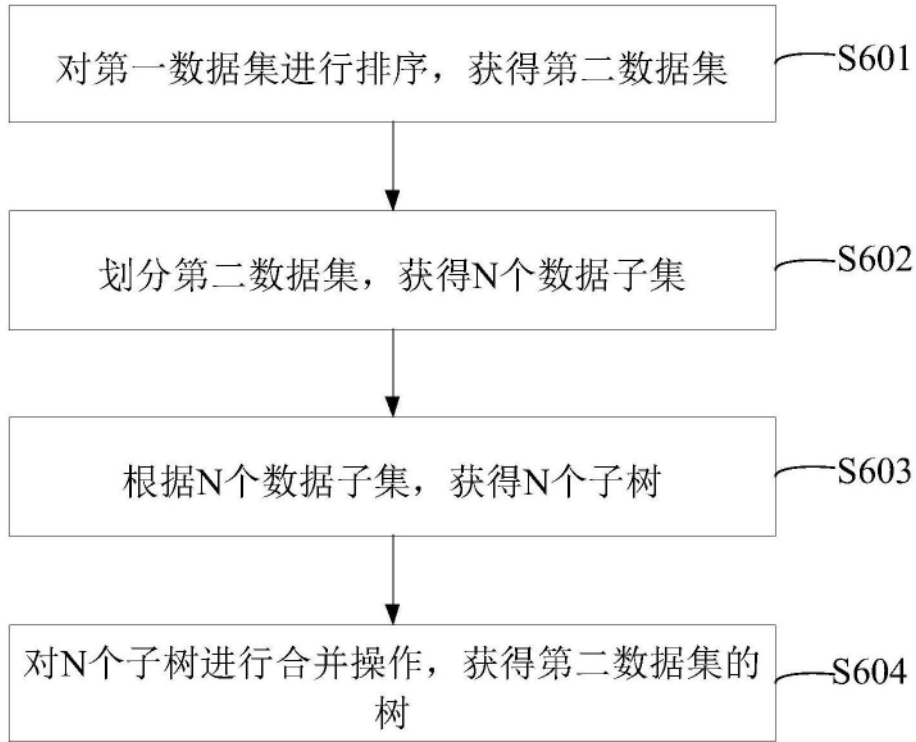 对第一数据集进行排序，获得第二数据集
S601
划分第二数据集，获得N个数据子集
S602
根据N个数据子集，获得N个子树
S603
对N个子树进行合并操作，获得第二数据集的
树
S604